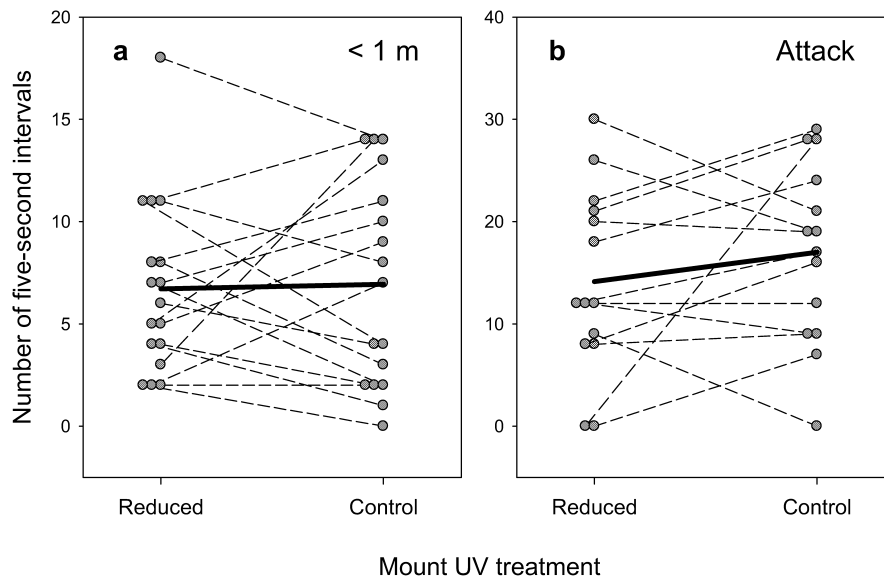 a < 1 m
b Attack
Number of five-second intervals
20
15
10
5
0
40
30
20
10
0
Reduced Control
Reduced Control
Mount UV treatment